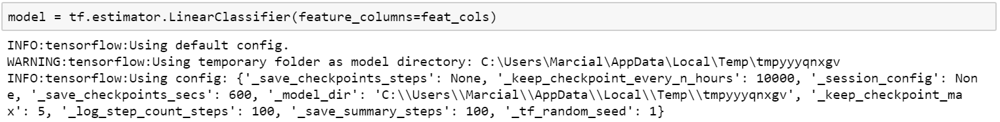 model = tf.estimator.LinearClassifier(feature_columns=feat_cols)
INFO:tensorflow:Using default config.
WARNING:tensorflow:Using temporary folder as model directory: C:\Users\Marcial\AppData\Local\Temp\tmpyyyqnxgv
INFO:tensorflow:Using config: {'_save_checkpoints_steps': None, '_keep_checkpoint_every_n_hours': 10000, '_session_config': Non
e, '_save_checkpoints_secs': 600, '_model_dir': 'C:\\Users\\Marcial\\AppData\\Local\\Temp\\tmpyyyqnxgv', '_keep_checkpoint_ma
x': 5, '_log_step_count_steps': 100, '_save_summary_steps': 100, '_tf_random_seed': 1}